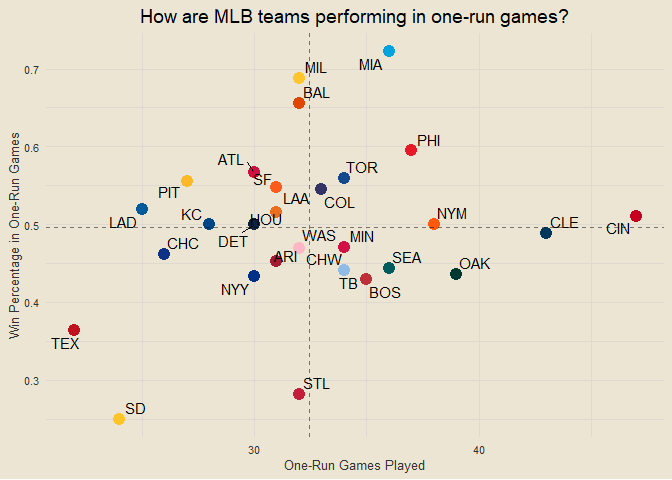 How are MLB teams performing in one-run games?
Win Percentage in One-Run Games
0.7
0.6
0.5
0.4
0.3
MIL
MIA
BAL
PHI
ATL
SF
TOR
PIT
LAA
COL
LAD
KC
HOU
NYM
CLE
CIN
DET
WAS
MIN
CHC
ARI
CHW
SEA
OAK
NYY
TB
BOS
TEX
STL
SD
30
40
One-Run Games Played